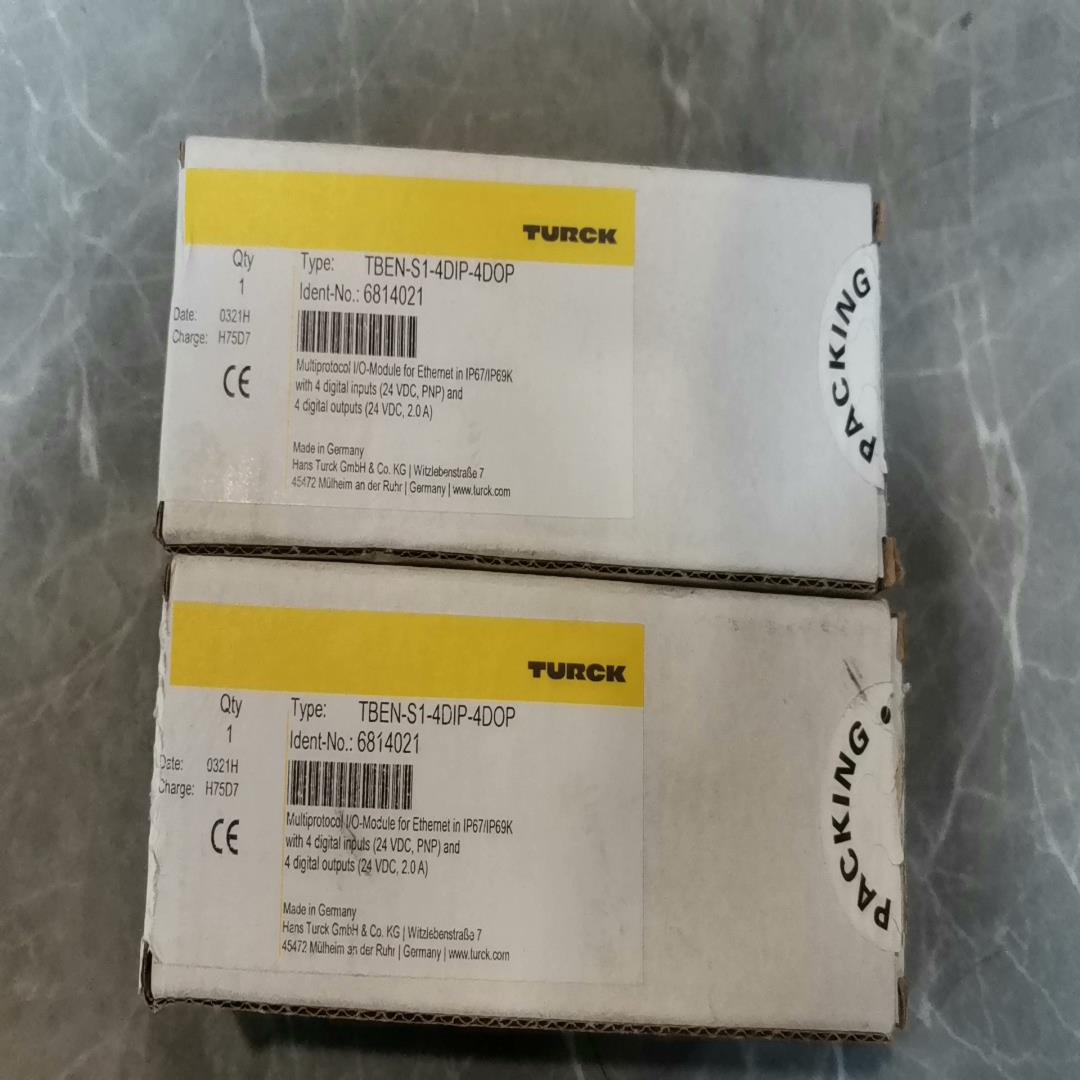 TURCK
Qty
1
Type: TBEN-S1-4DIP-4DOP
Ident-No.: 6814021
Date: 0321H
Charge: H75D7
CE
Multiprotocol I/O-Module for Ethernet in IP67/IP69K
with 4 digital inputs (24 VDC, PNP) and
4 digital outputs (24 VDC, 2.0 A)
Made in Germany
Hans Turck GmbH & Co. KG | Witzlebenstraße 7
45472 Mülheim an der Ruhr | Germany | www.turck.com
PACKING
TURCK
Qty
1
Type: TBEN-S1-4DIP-4DOP
Ident-No.: 6814021
Date: 0321H
Charge: H75D7
CE
Multiprotocol I/O-Module for Ethernet in IP67/IP69K
with 4 digital inputs (24 VDC, PNP) and
4 digital outputs (24 VDC, 2.0 A)
Made in Germany
Hans Turck GmbH & Co. KG | Witzlebenstraße 7
45472 Mülheim an der Ruhr | Germany | www.turck.com
PACKING